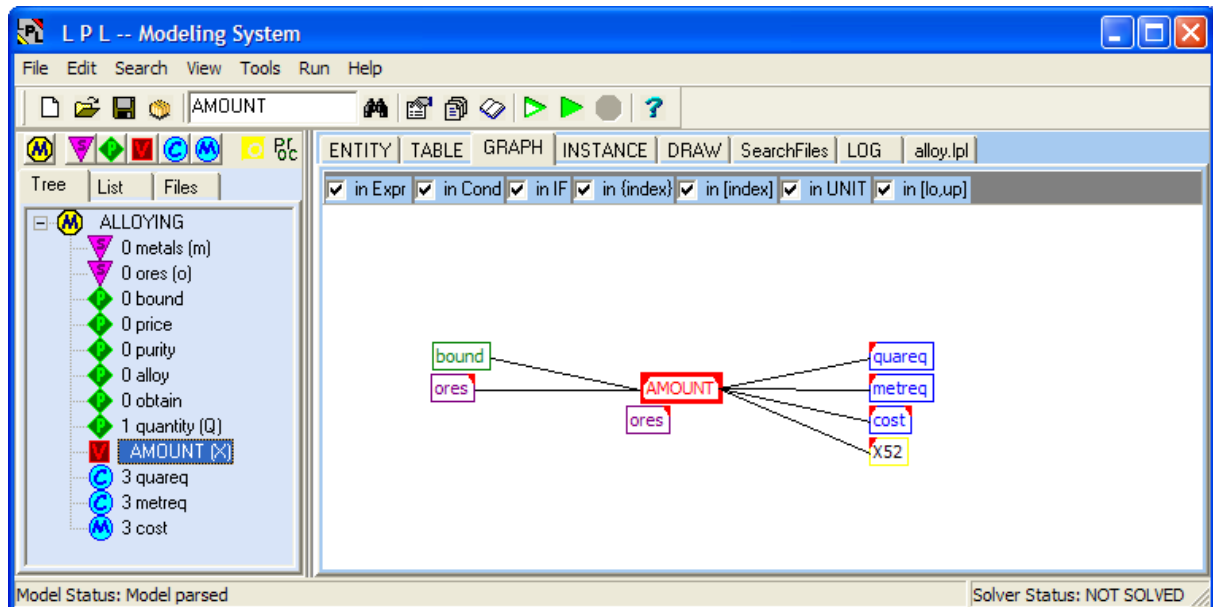 L P L -- Modeling System
File Edit Search View Tools Run Help
AMOUNT
Prc
ENTITY TABLE GRAPH INSTANCE DRAW SearchFiles LOG alloy.lpl
Tree List Files
in Expr in Cond in IF in {index} in [index] in UNIT in [lo,up]
ALLOYING
0 metals (m)
0 ores (o)
0 bound
0 price
0 purity
0 alloy
0 obtain
1 quantity (Q)
AMOUNT (X)
3 quareq
3 metreq
3 cost
bound
ores
AMOUNT
ores
quareq
metreq
cost
X52
Model Status: Model parsed
Solver Status: NOT SOLVED